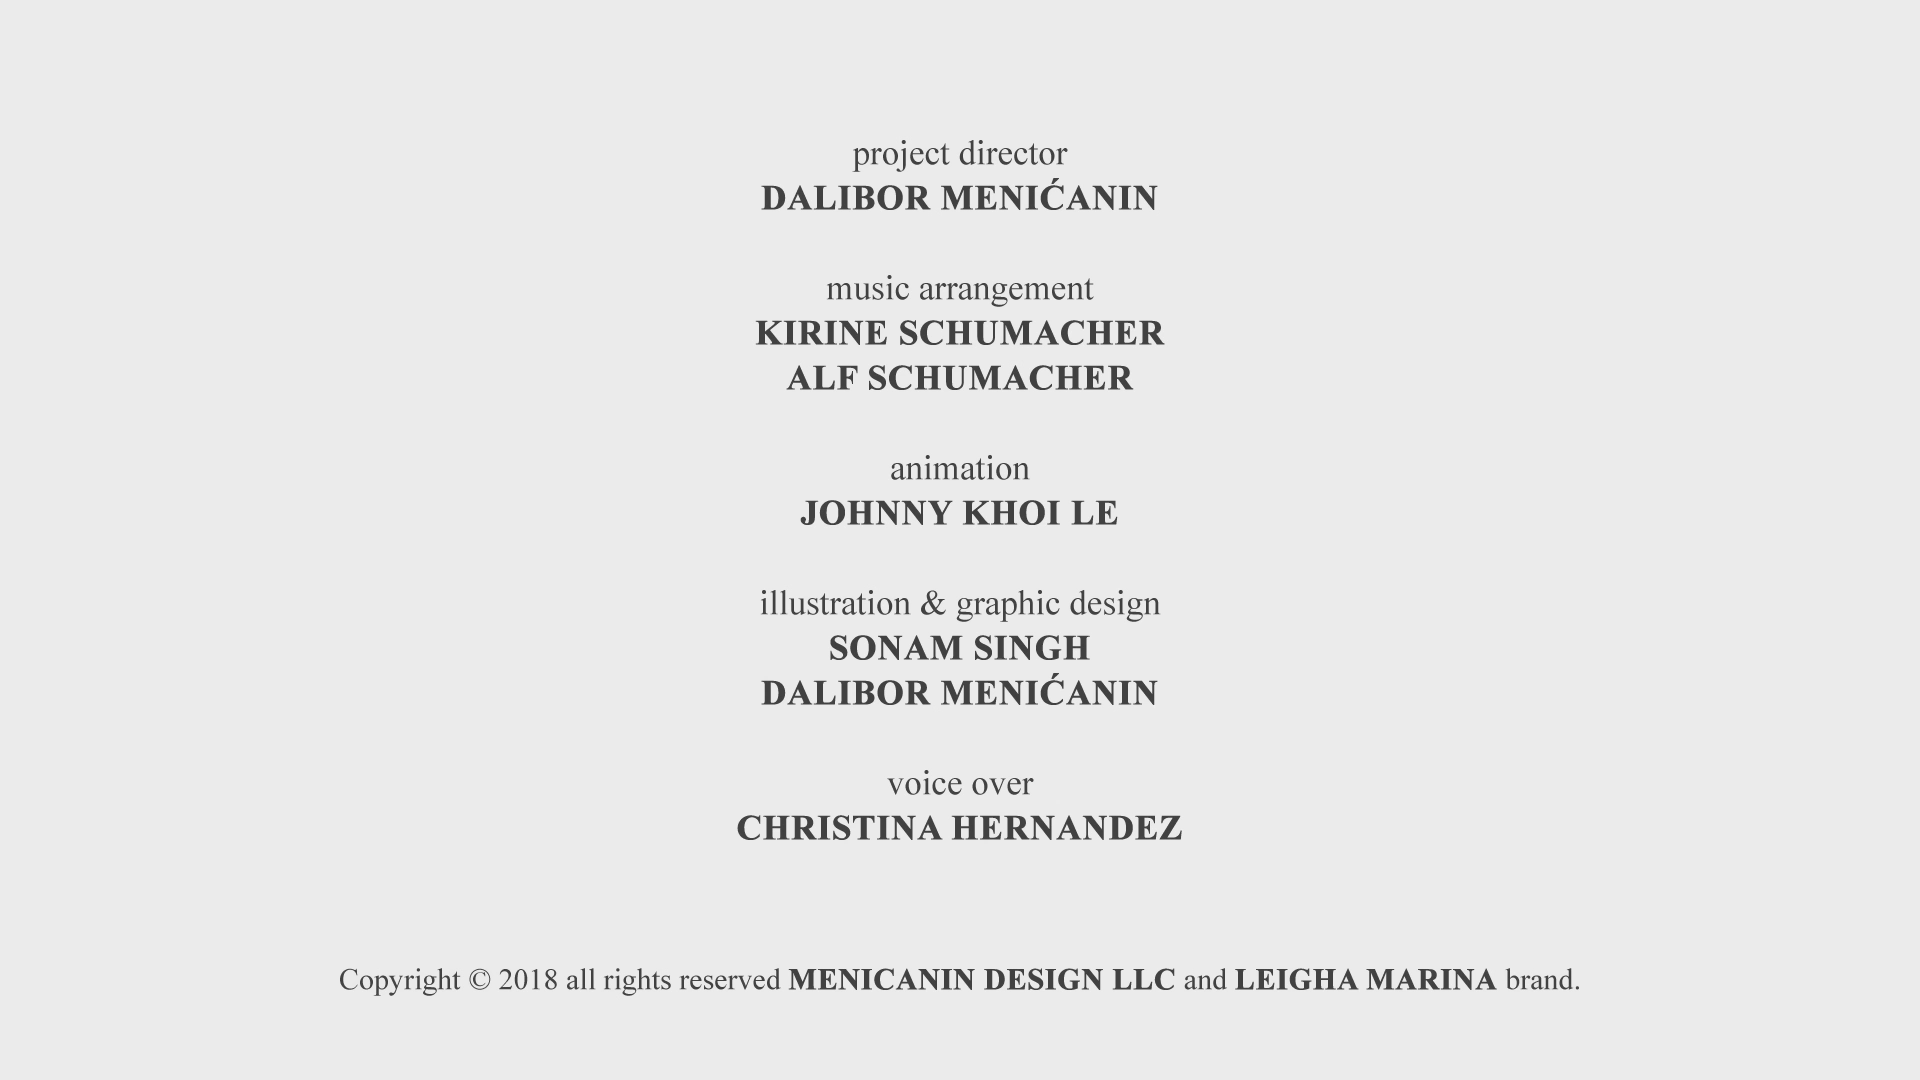 project director
DALIBOR MENIĆANIN
music arrangement
KIRINE SCHUMACHER
ALF SCHUMACHER
animation
JOHNNY KHOI LE
illustration & graphic design
SONAM SINGH
DALIBOR MENIĆANIN
voice over
CHRISTINA HERNANDEZ
Copyright © 2018 all rights reserved MENICANIN DESIGN LLC and LEIGHA MARINA brand.